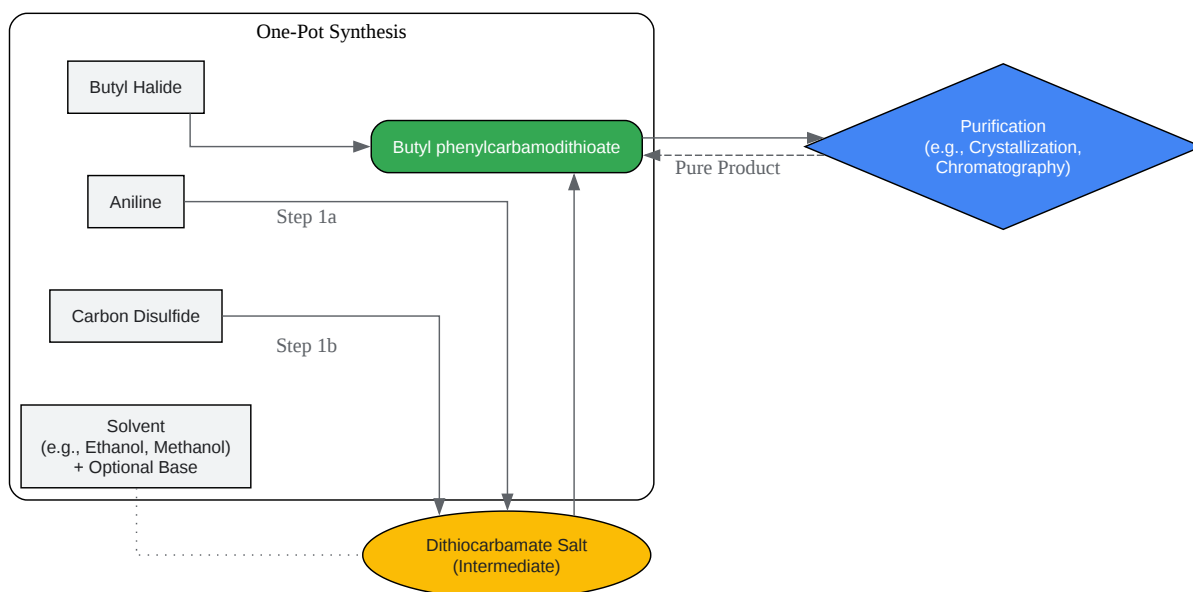 One-Pot Synthesis
Butyl Halide
Butyl phenylcarbamodithioate
Purification
(e.g., Crystallization,
Chromatography)
Pure Product
Aniline
Step 1a
Carbon Disulfide
Step 1b
Solvent
(e.g., Ethanol, Methanol)
+ Optional Base
Dithiocarbamate Salt
(Intermediate)